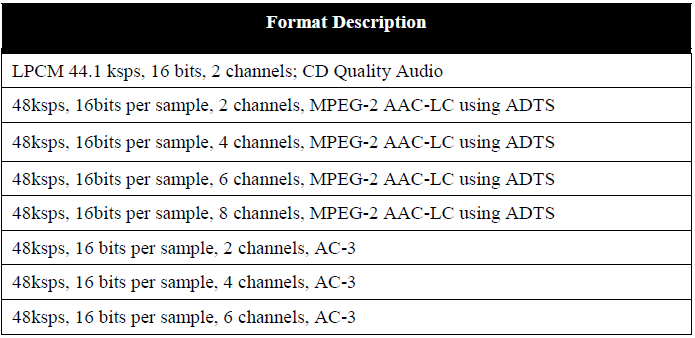 Format Description
LPCM 44.1 ksps, 16 bits, 2 channels; CD Quality Audio
48ksps, 16bits per sample, 2 channels, MPEG-2 AAC-LC using ADTS
48ksps, 16bits per sample, 4 channels, MPEG-2 AAC-LC using ADTS
48ksps, 16bits per sample, 6 channels, MPEG-2 AAC-LC using ADTS
48ksps, 16bits per sample, 8 channels, MPEG-2 AAC-LC using ADTS
48ksps, 16 bits per sample, 2 channels, AC-3
48ksps, 16 bits per sample, 4 channels, AC-3
48ksps, 16 bits per sample, 6 channels, AC-3